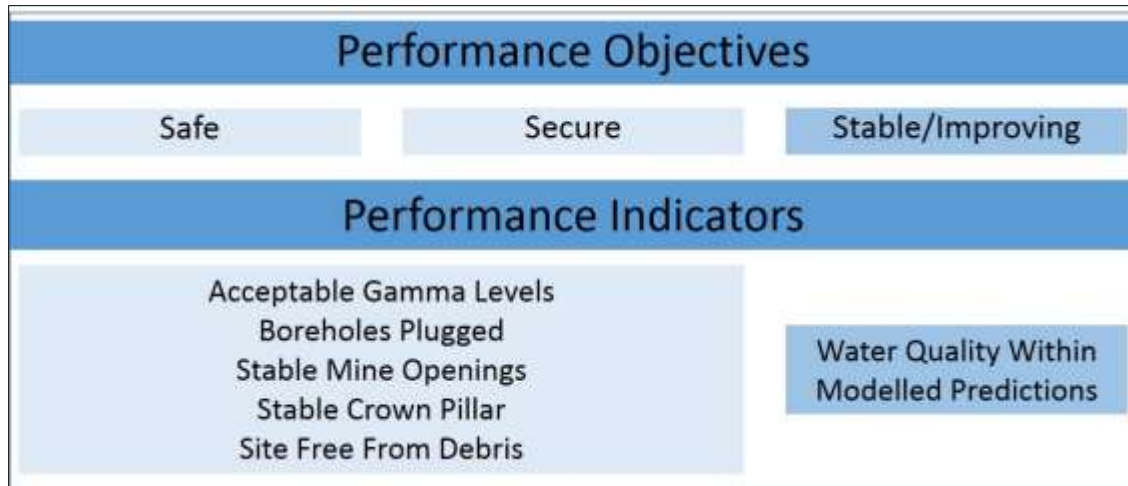 Performance Objectives
Safe
Secure
Stable/Improving
Performance Indicators
Acceptable Gamma Levels
Boreholes Plugged
Stable Mine Openings
Stable Crown Pillar
Site Free From Debris
Water Quality Within
Modelled Predictions